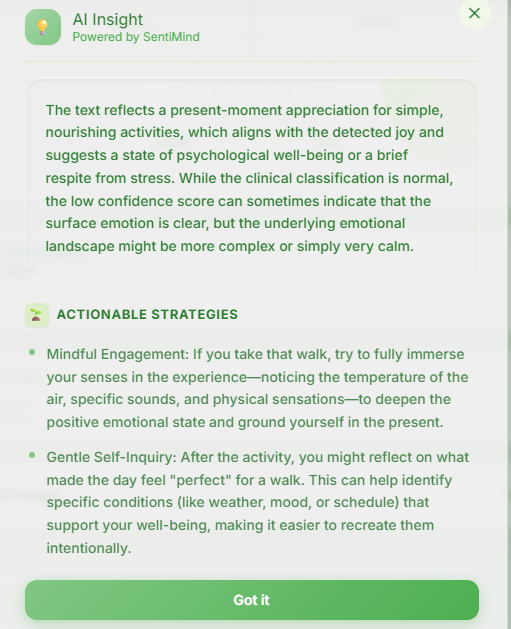 AI Insight
Powered by SentiMind
The text reflects a present-moment appreciation for simple,
nourishing activities, which aligns with the detected joy and
suggests a state of psychological well-being or a brief
respite from stress. While the clinical classification is normal,
the low confidence score can sometimes indicate that the
surface emotion is clear, but the underlying emotional
landscape might be more complex or simply very calm.
ACTIONABLE STRATEGIES
Mindful Engagement: If you take that walk, try to fully immerse
your senses in the experience—noticing the temperature of the
air, specific sounds, and physical sensations—to deepen the
positive emotional state and ground yourself in the present.
Gentle Self-Inquiry: After the activity, you might reflect on what
made the day feel "perfect" for a walk. This can help identify
specific conditions (like weather, mood, or schedule) that
support your well-being, making it easier to recreate them
intentionally.
Got it